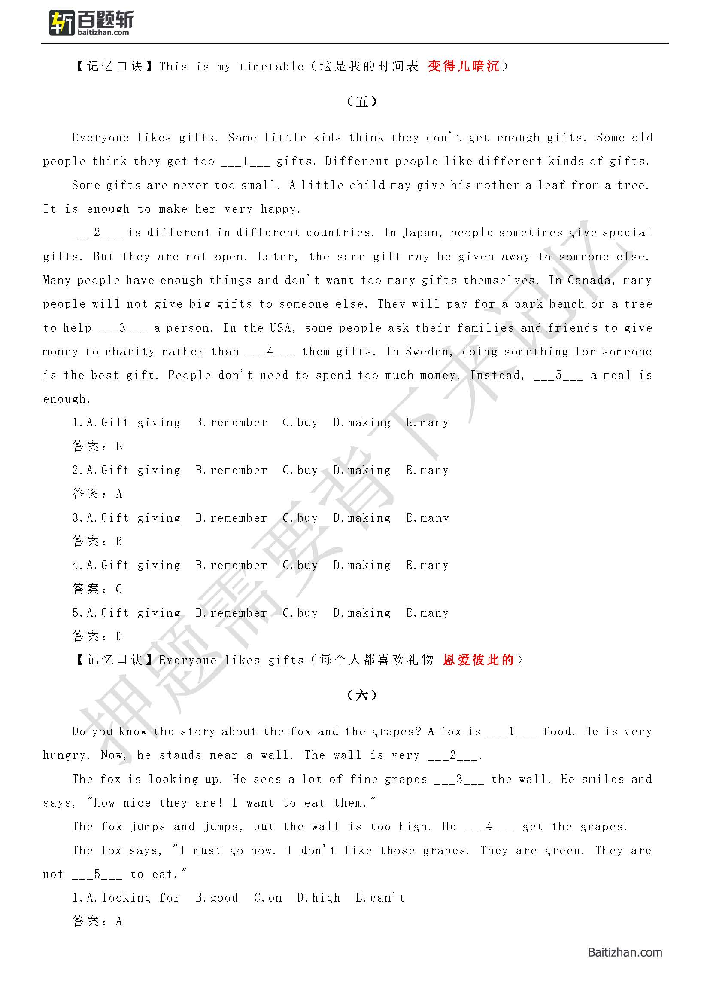 斩 百题斩
baitizhan.com
【记忆口诀】This is my timetable（这是我的时间表 变得儿暗沉）
（五）
Everyone likes gifts. Some little kids think they don't get enough gifts. Some old
people think they get too ___1___ gifts. Different people like different kinds of gifts.
Some gifts are never too small. A little child may give his mother a leaf from a tree.
It is enough to make her very happy.
___2___ is different in different countries. In Japan, people sometimes give special
gifts. But they are not open. Later, the same gift may be given away to someone else.
Many people have enough things and don't want too many gifts themselves. In Canada, many
people will not give big gifts to someone else. They will pay for a park bench or a tree
to help ___3___ a person. In the USA, some people ask their families and friends to give
money to charity rather than ___4___ them gifts. In Sweden, doing something for someone
is the best gift. People don't need to spend too much money. Instead, ___5___ a meal is
enough.
1.A.Gift giving B.remember C.buy D.making E.many
答案：E
2.A.Gift giving B.remember C.buy D.making E.many
答案：A
3.A.Gift giving B.remember C.buy D.making E.many
答案：B
4.A.Gift giving B.remember C.buy D.making E.many
答案：C
5.A.Gift giving B.remember C.buy D.making E.many
答案：D
【记忆口诀】Everyone likes gifts（每个人都喜欢礼物 恩爱彼此的）
（六）
Do you know the story about the fox and the grapes? A fox is ___1___ food. He is very
hungry. Now, he stands near a wall. The wall is very ___2___.
The fox is looking up. He sees a lot of fine grapes ___3___ the wall. He smiles and
says, "How nice they are! I want to eat them."
The fox jumps and jumps, but the wall is too high. He ___4___ get the grapes.
The fox says, "I must go now. I don't like those grapes. They are green. They are
not ___5___ to eat."
1.A.looking for B.good C.on D.high E.can't
答案：A
押题需要背下来记忆
Baitizhan.com